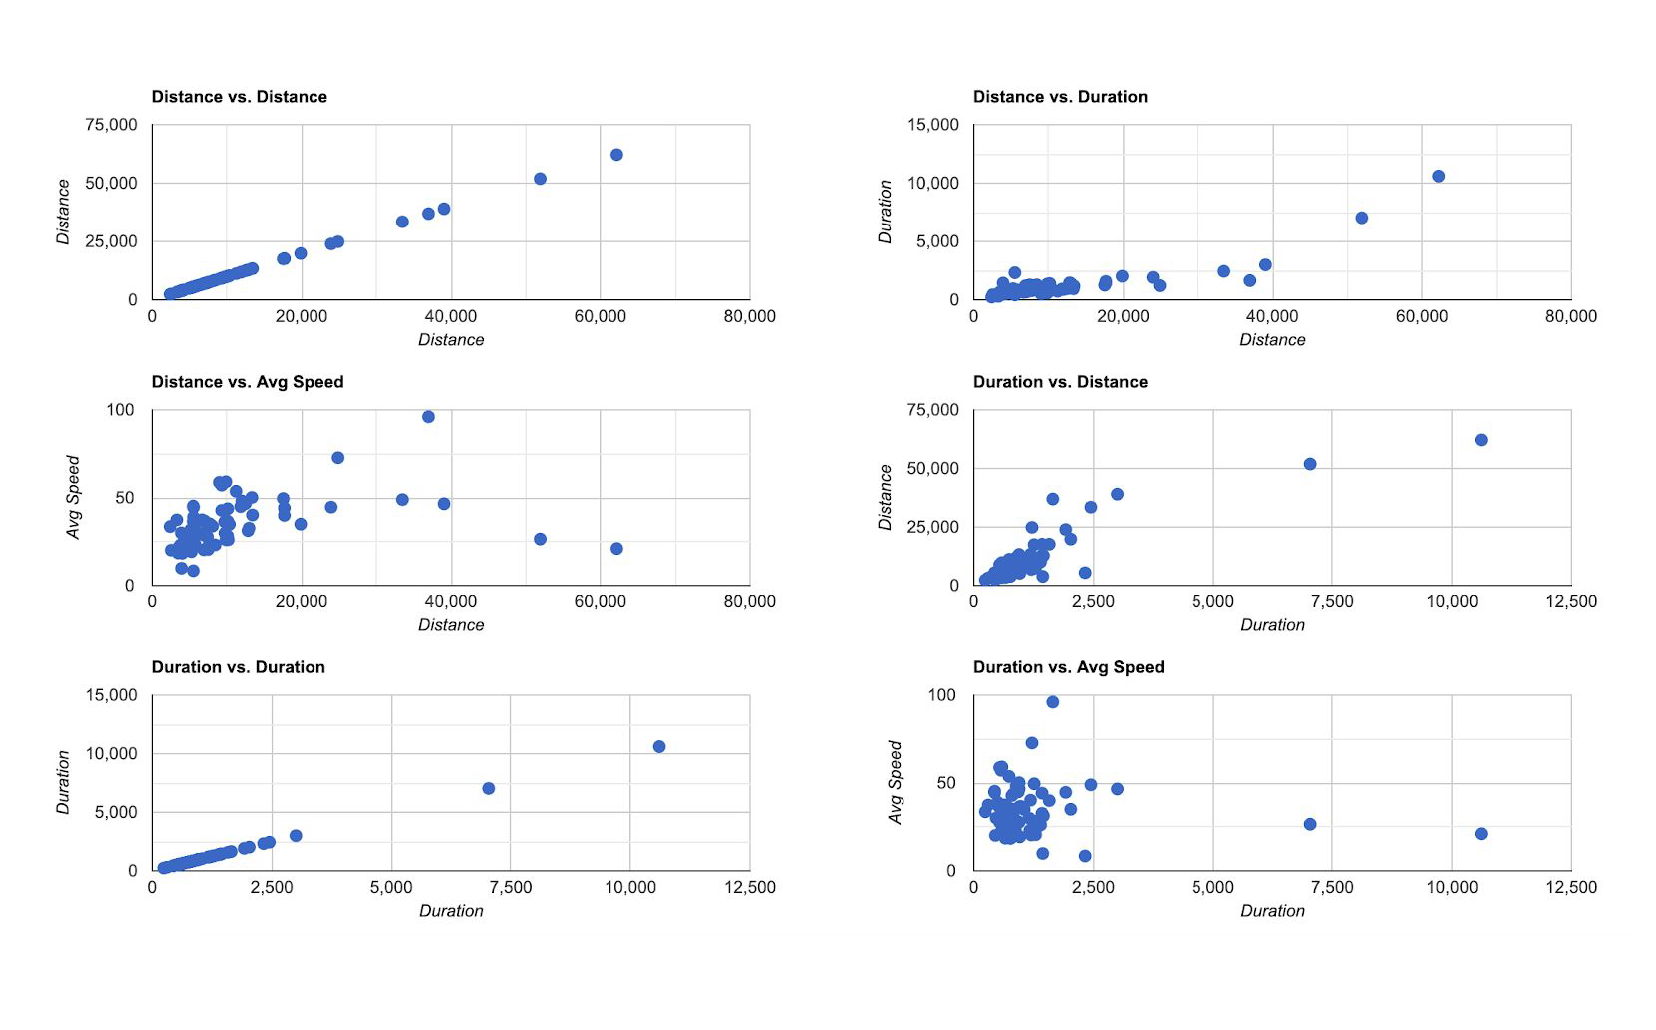 Distance vs. Distance
75,000
50,000
25,000
0
0 20,000 40,000 60,000 80,000
Distance
Distance
Distance vs. Duration
15,000
10,000
5,000
0
0 20,000 40,000 60,000 80,000
Duration
Distance
Distance vs. Avg Speed
100
50
0
0 20,000 40,000 60,000 80,000
Avg Speed
Distance
Duration vs. Distance
75,000
50,000
25,000
0
0 2,500 5,000 7,500 10,000 12,500
Distance
Duration
Duration vs. Duration
15,000
10,000
5,000
0
0 2,500 5,000 7,500 10,000 12,500
Duration
Duration
Duration vs. Avg Speed
100
50
0
0 2,500 5,000 7,500 10,000 12,500
Avg Speed
Duration